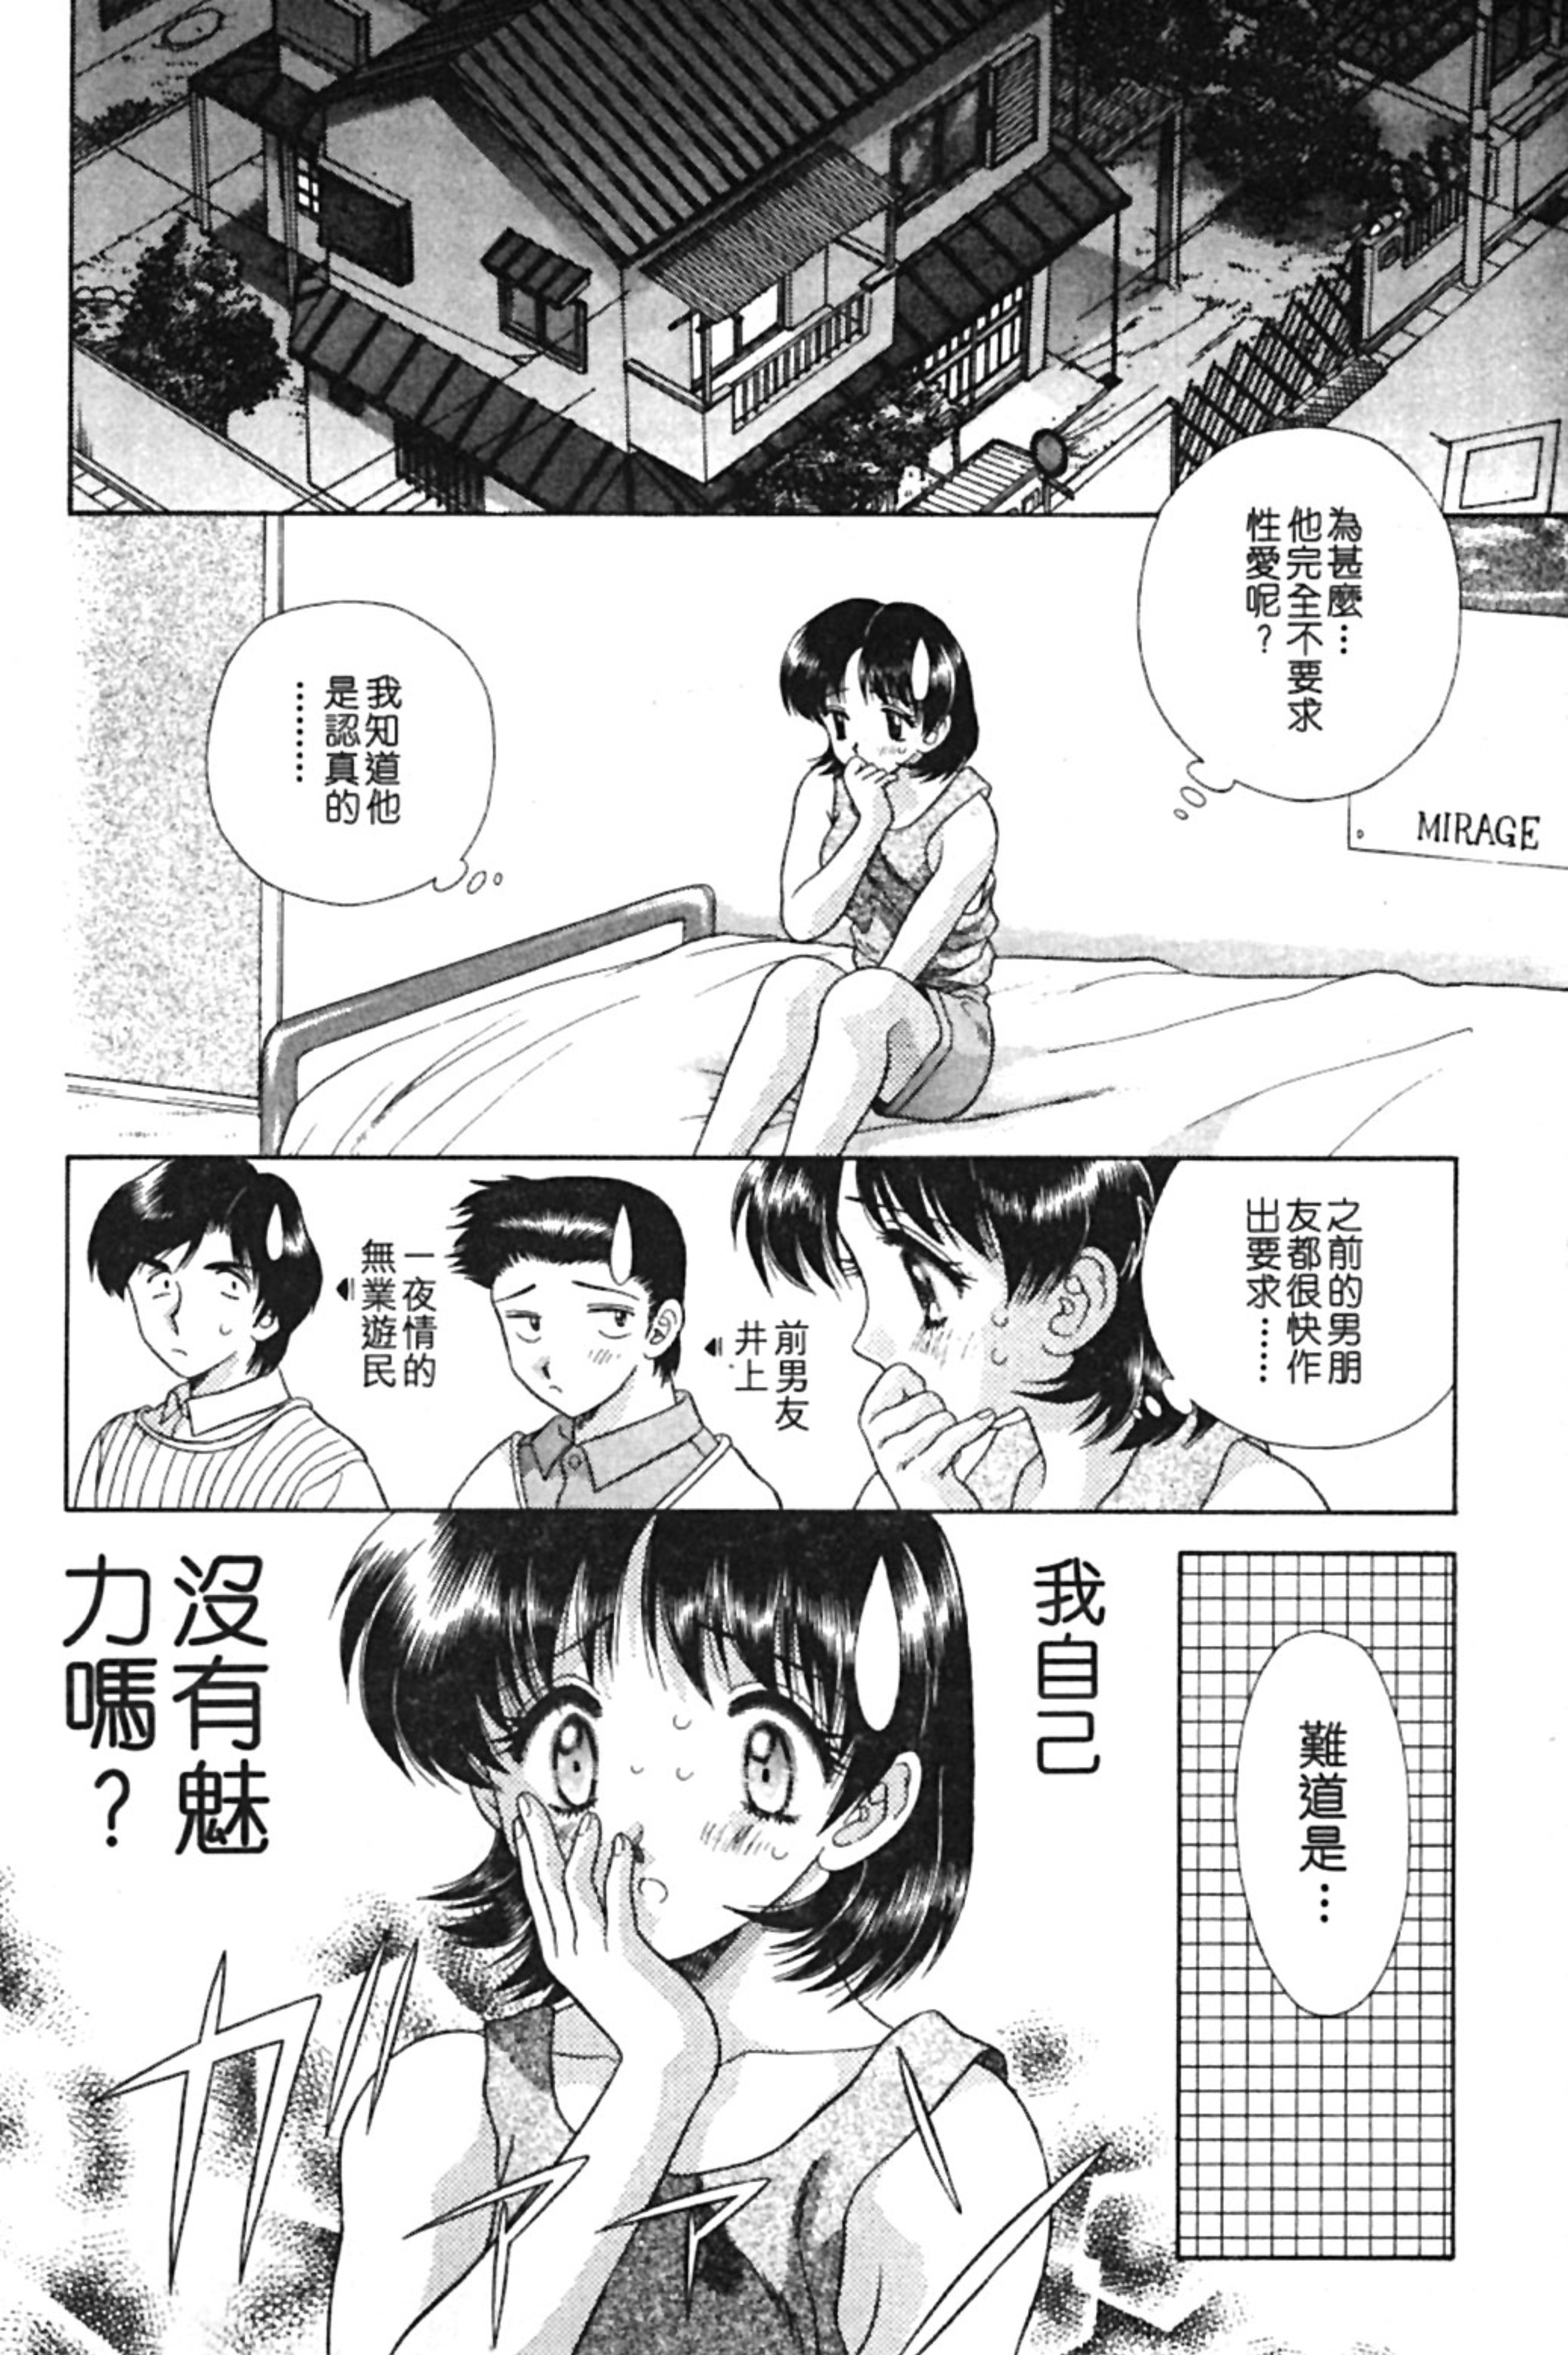 為甚麼…
他完全不要求
性愛呢？
我知道他
是認真的
………
MIRAGE
之前的男朋
友都很快作
出要求……
前男友
井上
一夜情的
無業遊民
難道是…
我自己
沒有魅
力嗎？
ガ